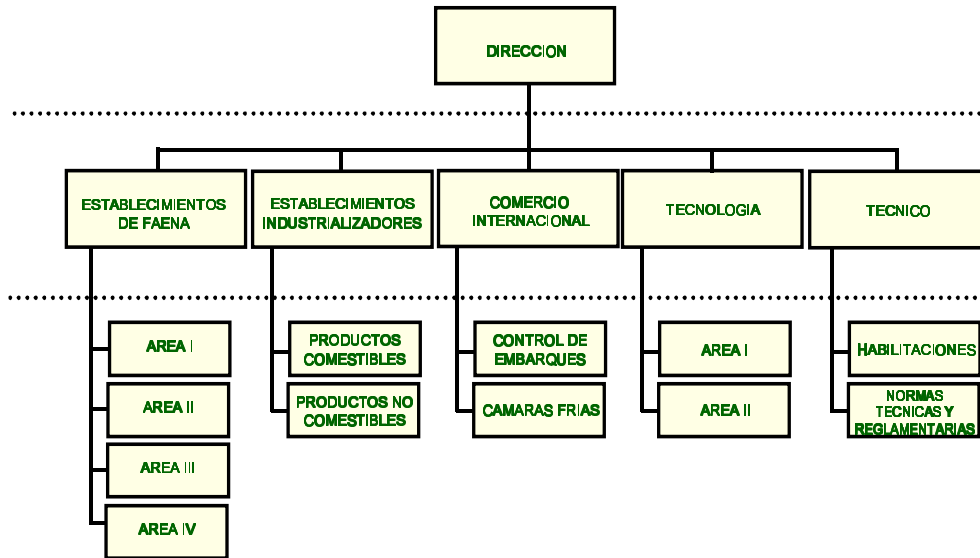 DIRECCION
ESTABLECIMIENTOS
DE FAENA
ESTABLECIMIENTOS
INDUSTRIALIZADORES
COMERCIO
INTERNACIONAL
TECNOLOGIA
TECNICO
AREA I
AREA II
AREA III
AREA IV
PRODUCTOS
COMESTIBLES
PRODUCTOS NO
COMESTIBLES
CONTROL DE
EMBARQUES
CAMARAS FRIAS
AREA I
AREA II
HABILITACIONES
NORMAS
TECNICAS Y
REGLAMENTARIAS